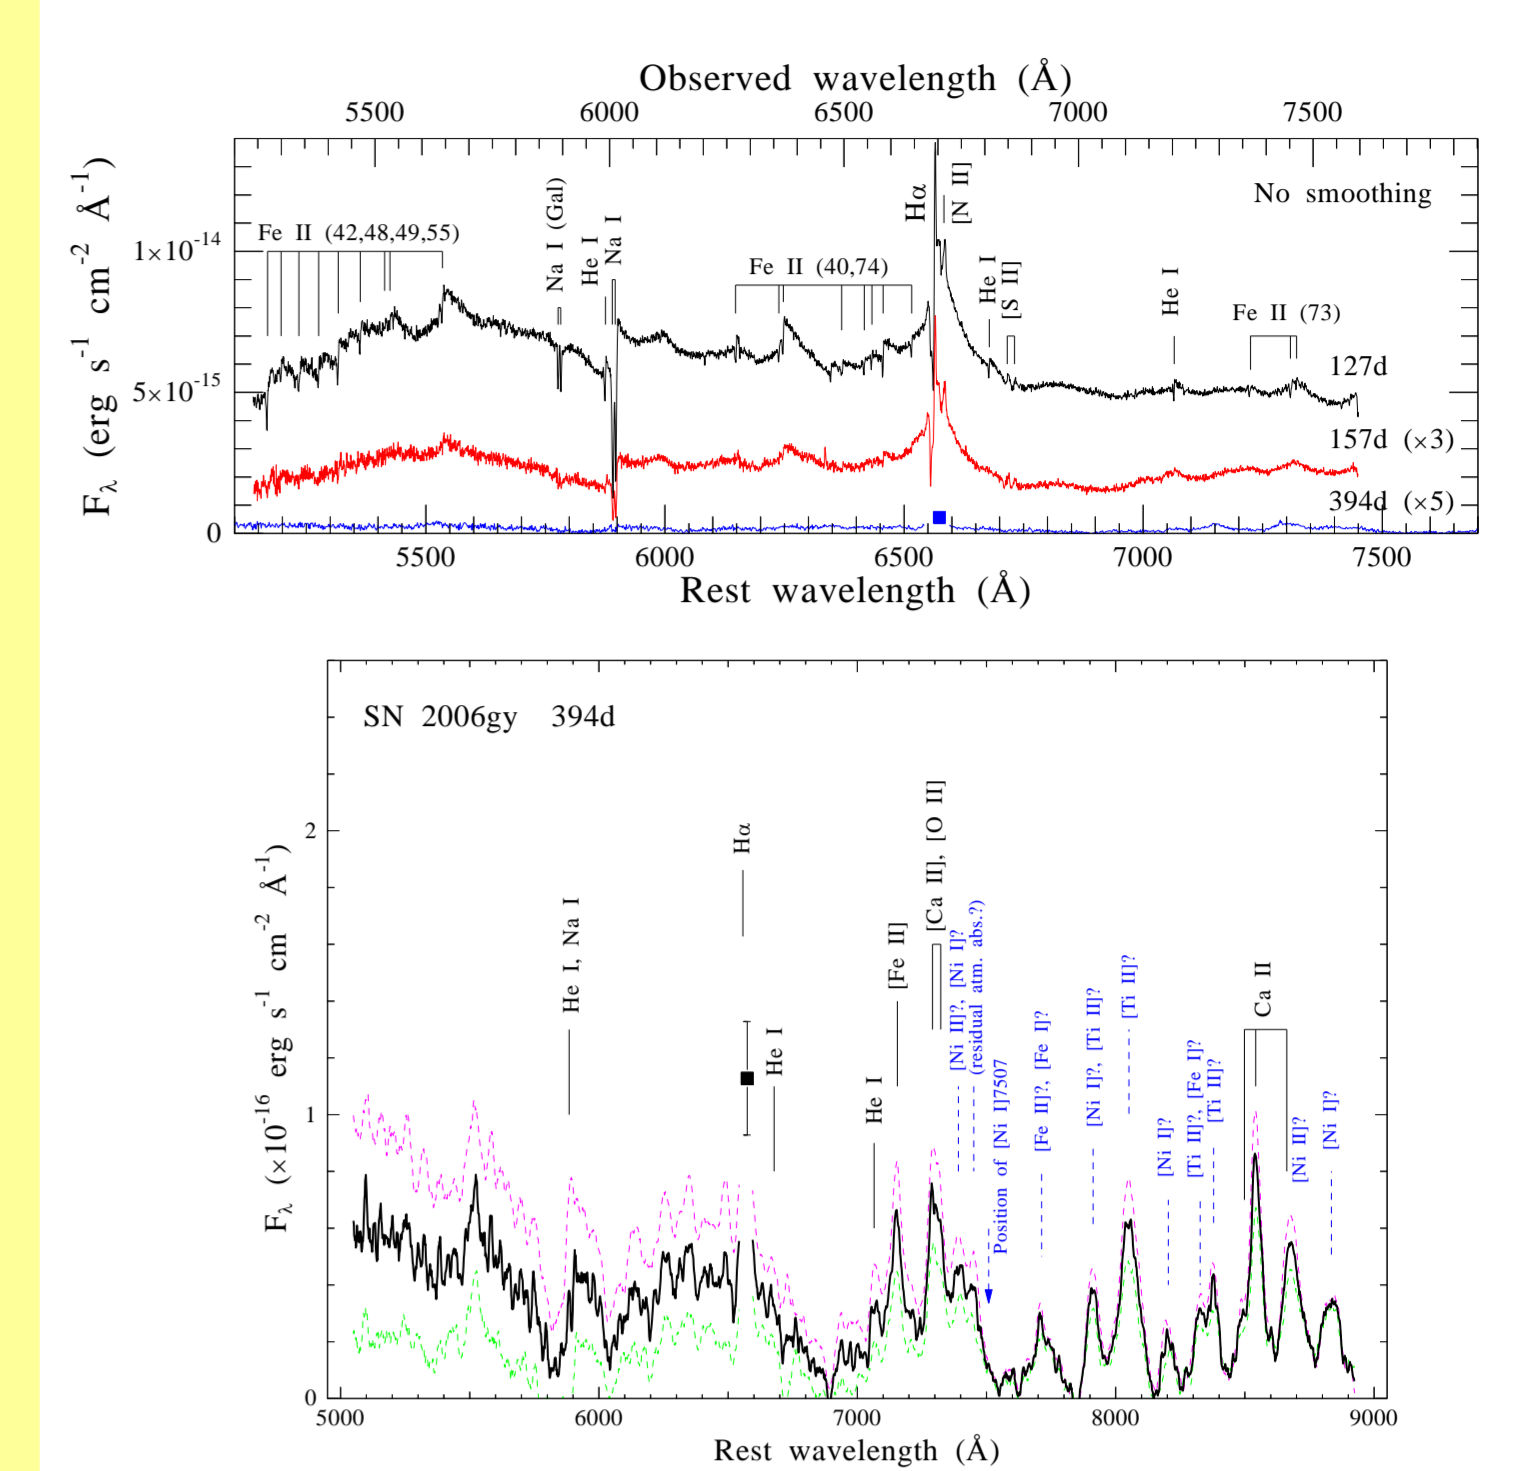 Observed wavelength (Å)
5500 6000 6500 7000 7500
F_λ (erg s^-1 cm^-2 Å^-1)
1×10^-14
5×10^-15
0
No smoothing
Fe II (42,48,49,55)
Na I (Gal)
He I
Na I
Fe II (40,74)
Hα
[N II]
He I
[S II]
He I
Fe II (73)
127d
157d (×3)
394d (×5)
5500 6000 6500 7000 7500
Rest wavelength (Å)
SN 2006gy 394d
F_λ (×10^-16 erg s^-1 cm^-2 Å^-1)
2
1
0
He I, Na I
Hα
He I
He I
[Fe II]
[Ca II], [O II]
[Ni II]?, [Ni I]?
(residual atm. abs.?)
Position of [Ni I]7507
[Fe II]?, [Fe I]?
[Ni I]?, [Ti II]?
[Ti II]?
[Ni I]?
[Ti II]?, [Fe I]?
[Ti II]?
Ca II
[Ni II]?
[Ni I]?
5000 6000 7000 8000 9000
Rest wavelength (Å)